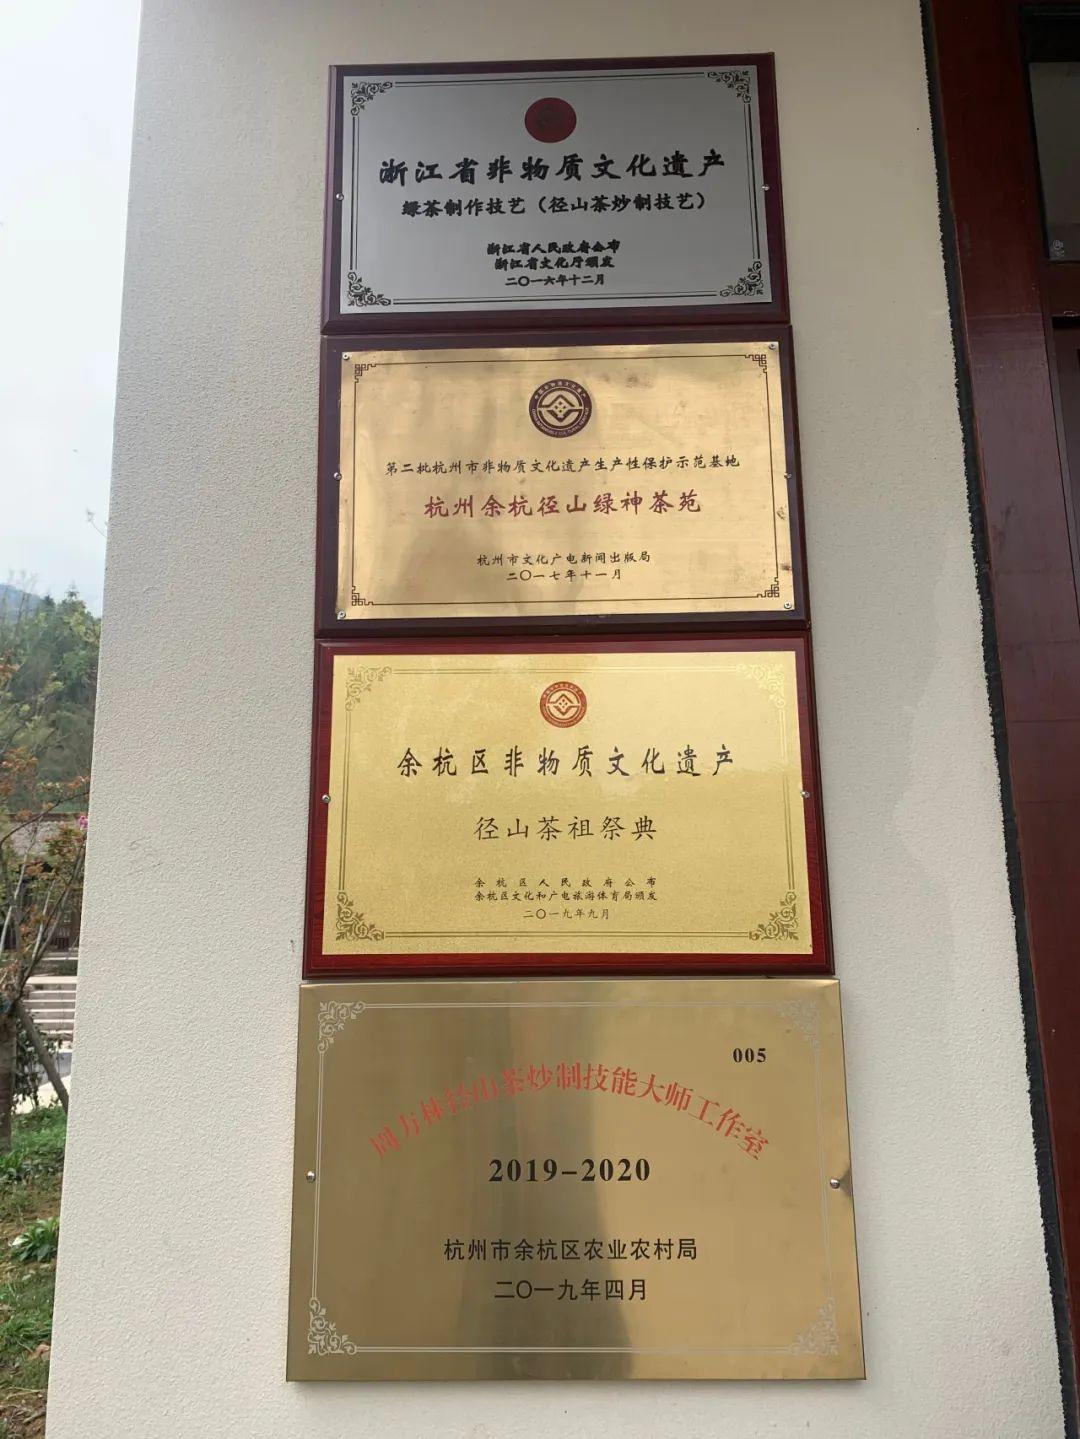 浙江省非物质文化遗产
绿茶制作技艺（径山茶炒制技艺）
浙江省人民政府公布
浙江省文化厅颁发
二〇一六年十二月
第二批杭州市非物质文化遗产生产性保护示范基地
杭州余杭径山绿神茶苑
杭州市文化广电新闻出版局
二〇一七年十一月
余杭区非物质文化遗产
径山茶祖祭典
余杭区人民政府公布
余杭区文化和广电旅游体育局颁发
二〇一九年九月
005
周方林径山茶炒制技能大师工作室
2019-2020
杭州市余杭区农业农村局
二〇一九年四月